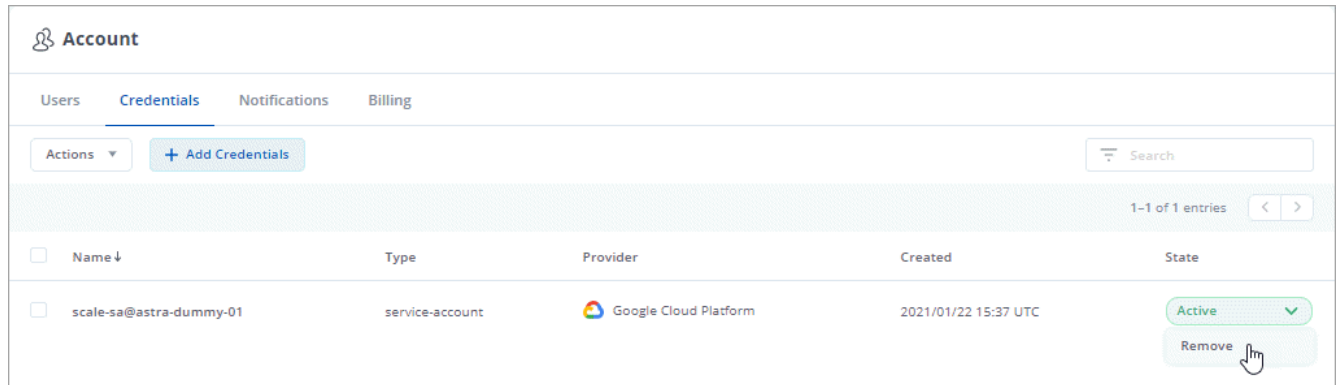 Account
Users Credentials Notifications Billing
Actions + Add Credentials Search
1–1 of 1 entries < >
Name↓ Type Provider Created State
scale-sa@astra-dummy-01 service-account Google Cloud Platform 2021/01/22 15:37 UTC Active
Remove